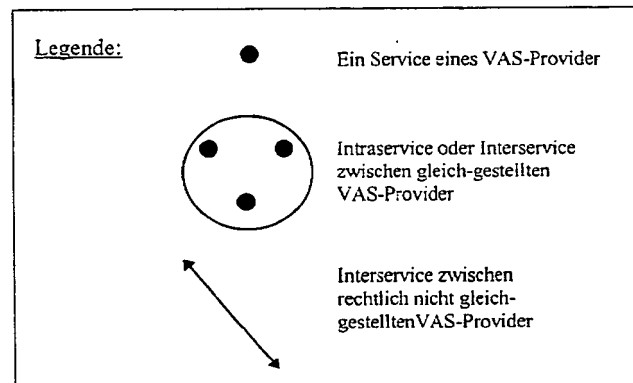 Legende:
Ein Service eines VAS-Provider
Intraservice oder Interservice
zwischen gleich-gestellten
VAS-Provider
Interservice zwischen
rechtlich nicht gleich-
gestelltenVAS-Provider